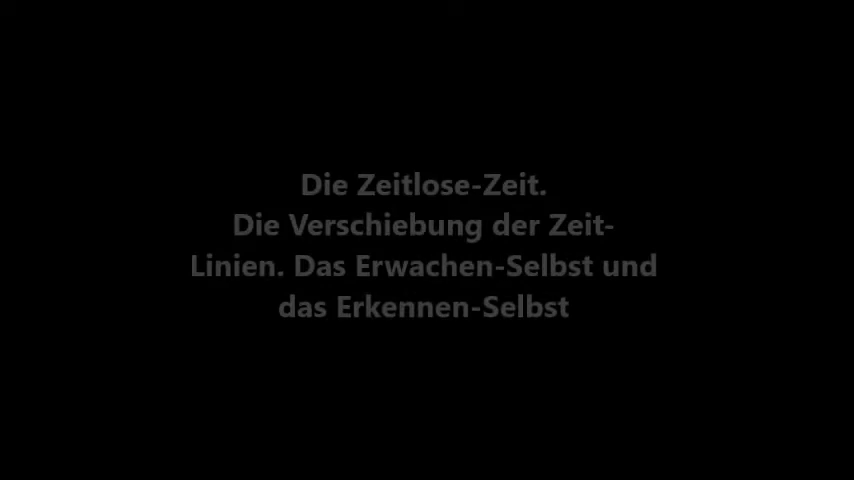 Die Zeitlose-Zeit.
Die Verschiebung der Zeit-
Linien. Das Erwachen-Selbst und
das Erkennen-Selbst